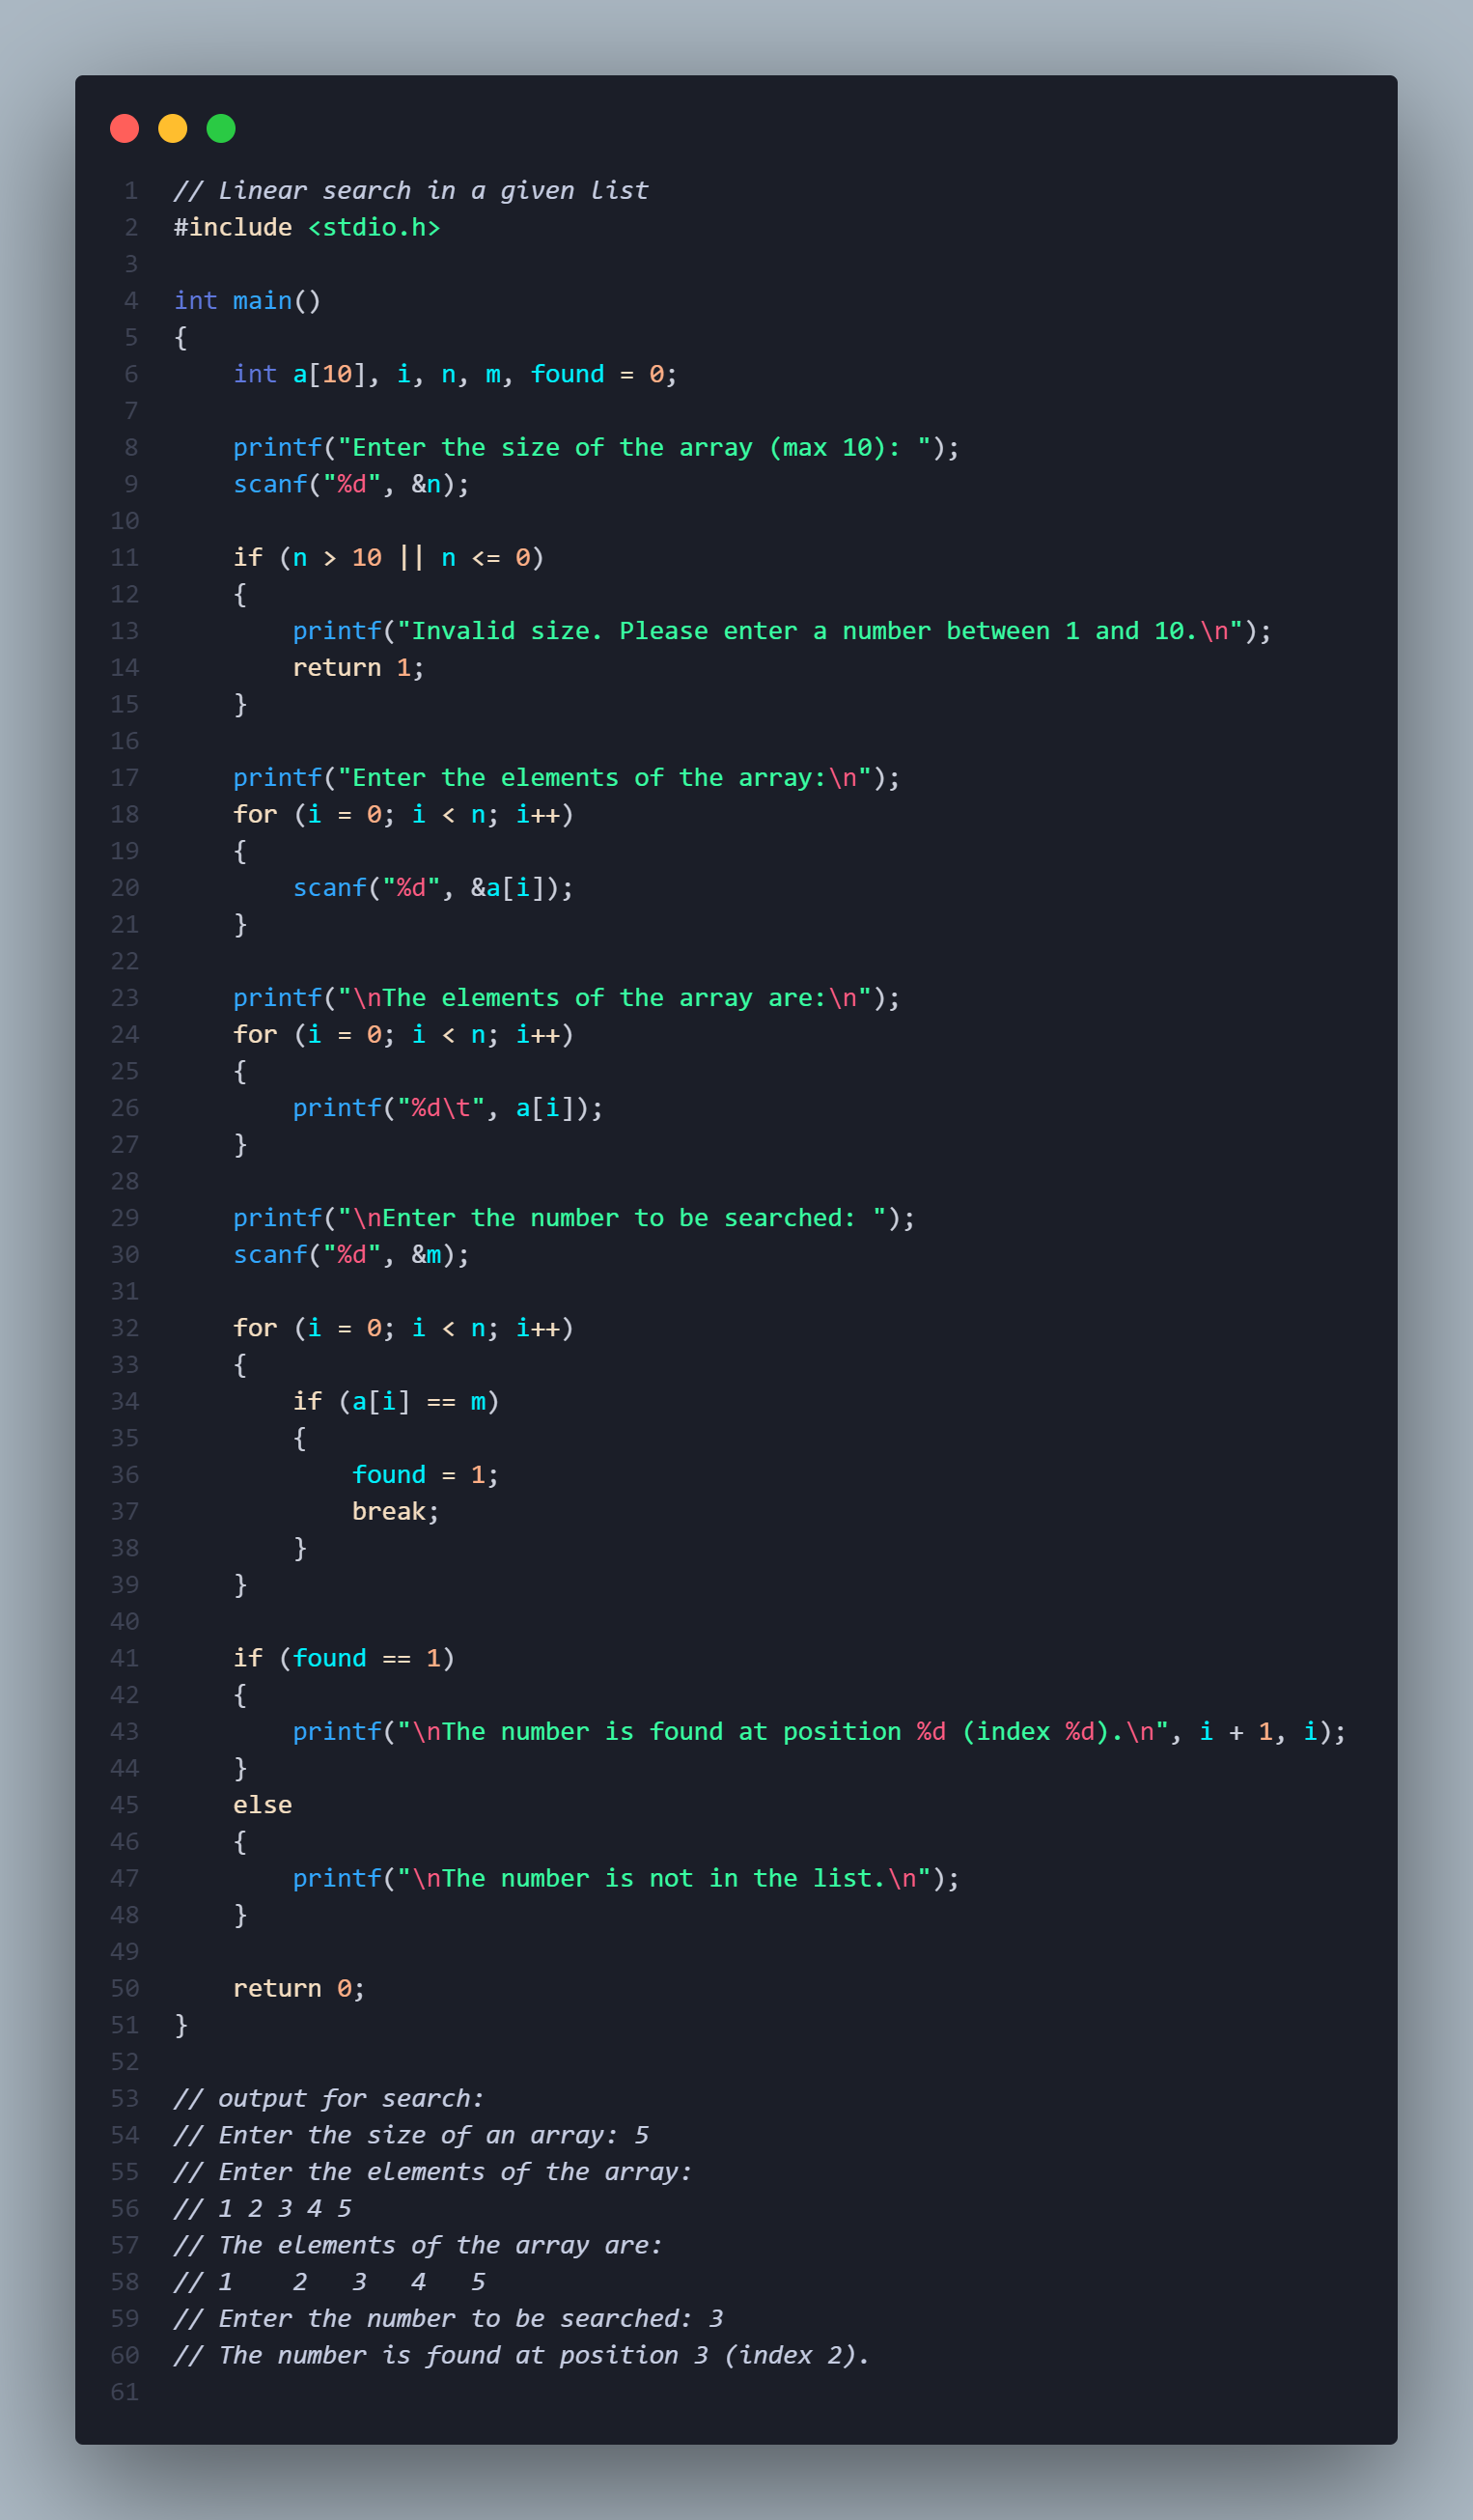 1 // Linear search in a given list
2 #include <stdio.h>
3
4 int main()
5 {
6     int a[10], i, n, m, found = 0;
7
8     printf("Enter the size of the array (max 10): ");
9     scanf("%d", &n);
10
11     if (n > 10 || n <= 0)
12     {
13         printf("Invalid size. Please enter a number between 1 and 10.\n");
14         return 1;
15     }
16
17     printf("Enter the elements of the array:\n");
18     for (i = 0; i < n; i++)
19     {
20         scanf("%d", &a[i]);
21     }
22
23     printf("\nThe elements of the array are:\n");
24     for (i = 0; i < n; i++)
25     {
26         printf("%d\t", a[i]);
27     }
28
29     printf("\nEnter the number to be searched: ");
30     scanf("%d", &m);
31
32     for (i = 0; i < n; i++)
33     {
34         if (a[i] == m)
35         {
36             found = 1;
37             break;
38         }
39     }
40
41     if (found == 1)
42     {
43         printf("\nThe number is found at position %d (index %d).\n", i + 1, i);
44     }
45     else
46     {
47         printf("\nThe number is not in the list.\n");
48     }
49
50     return 0;
51 }
52
53 // output for search:
54 // Enter the size of an array: 5
55 // Enter the elements of the array:
56 // 1 2 3 4 5
57 // The elements of the array are:
58 // 1    2   3   4   5
59 // Enter the number to be searched: 3
60 // The number is found at position 3 (index 2).
61